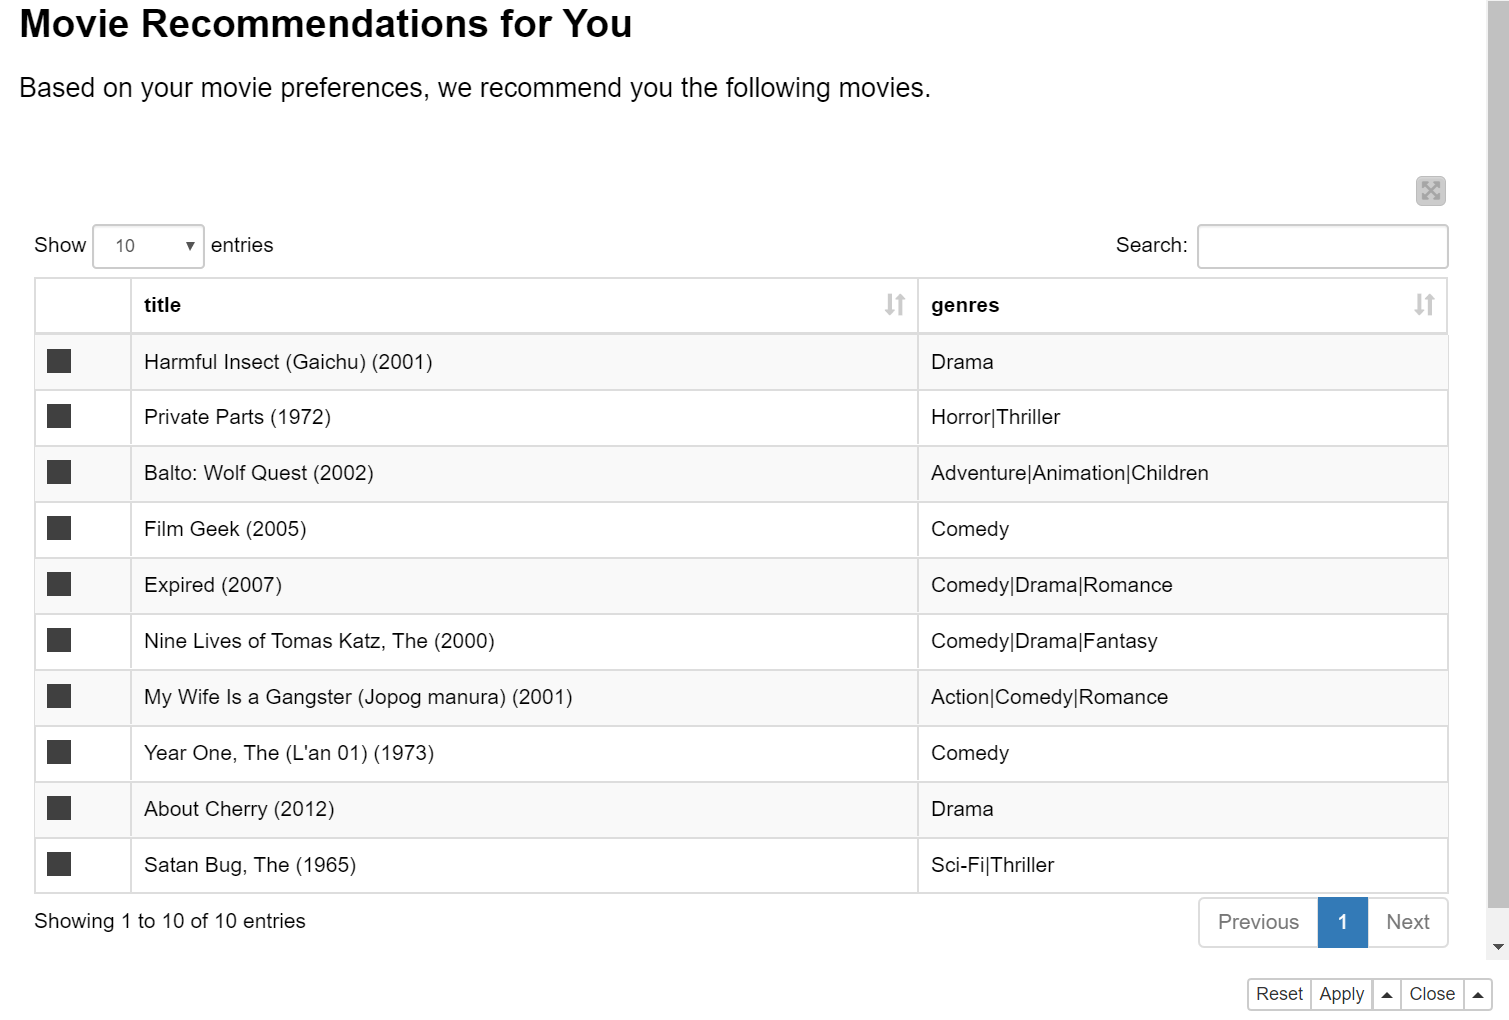 Movie Recommendations for You
Based on your movie preferences, we recommend you the following movies.
Show 10 entries Search:
title genres
Harmful Insect (Gaichu) (2001) Drama
Private Parts (1972) Horror|Thriller
Balto: Wolf Quest (2002) Adventure|Animation|Children
Film Geek (2005) Comedy
Expired (2007) Comedy|Drama|Romance
Nine Lives of Tomas Katz, The (2000) Comedy|Drama|Fantasy
My Wife Is a Gangster (Jopog manura) (2001) Action|Comedy|Romance
Year One, The (L'an 01) (1973) Comedy
About Cherry (2012) Drama
Satan Bug, The (1965) Sci-Fi|Thriller
Showing 1 to 10 of 10 entries Previous 1 Next
Reset Apply Close